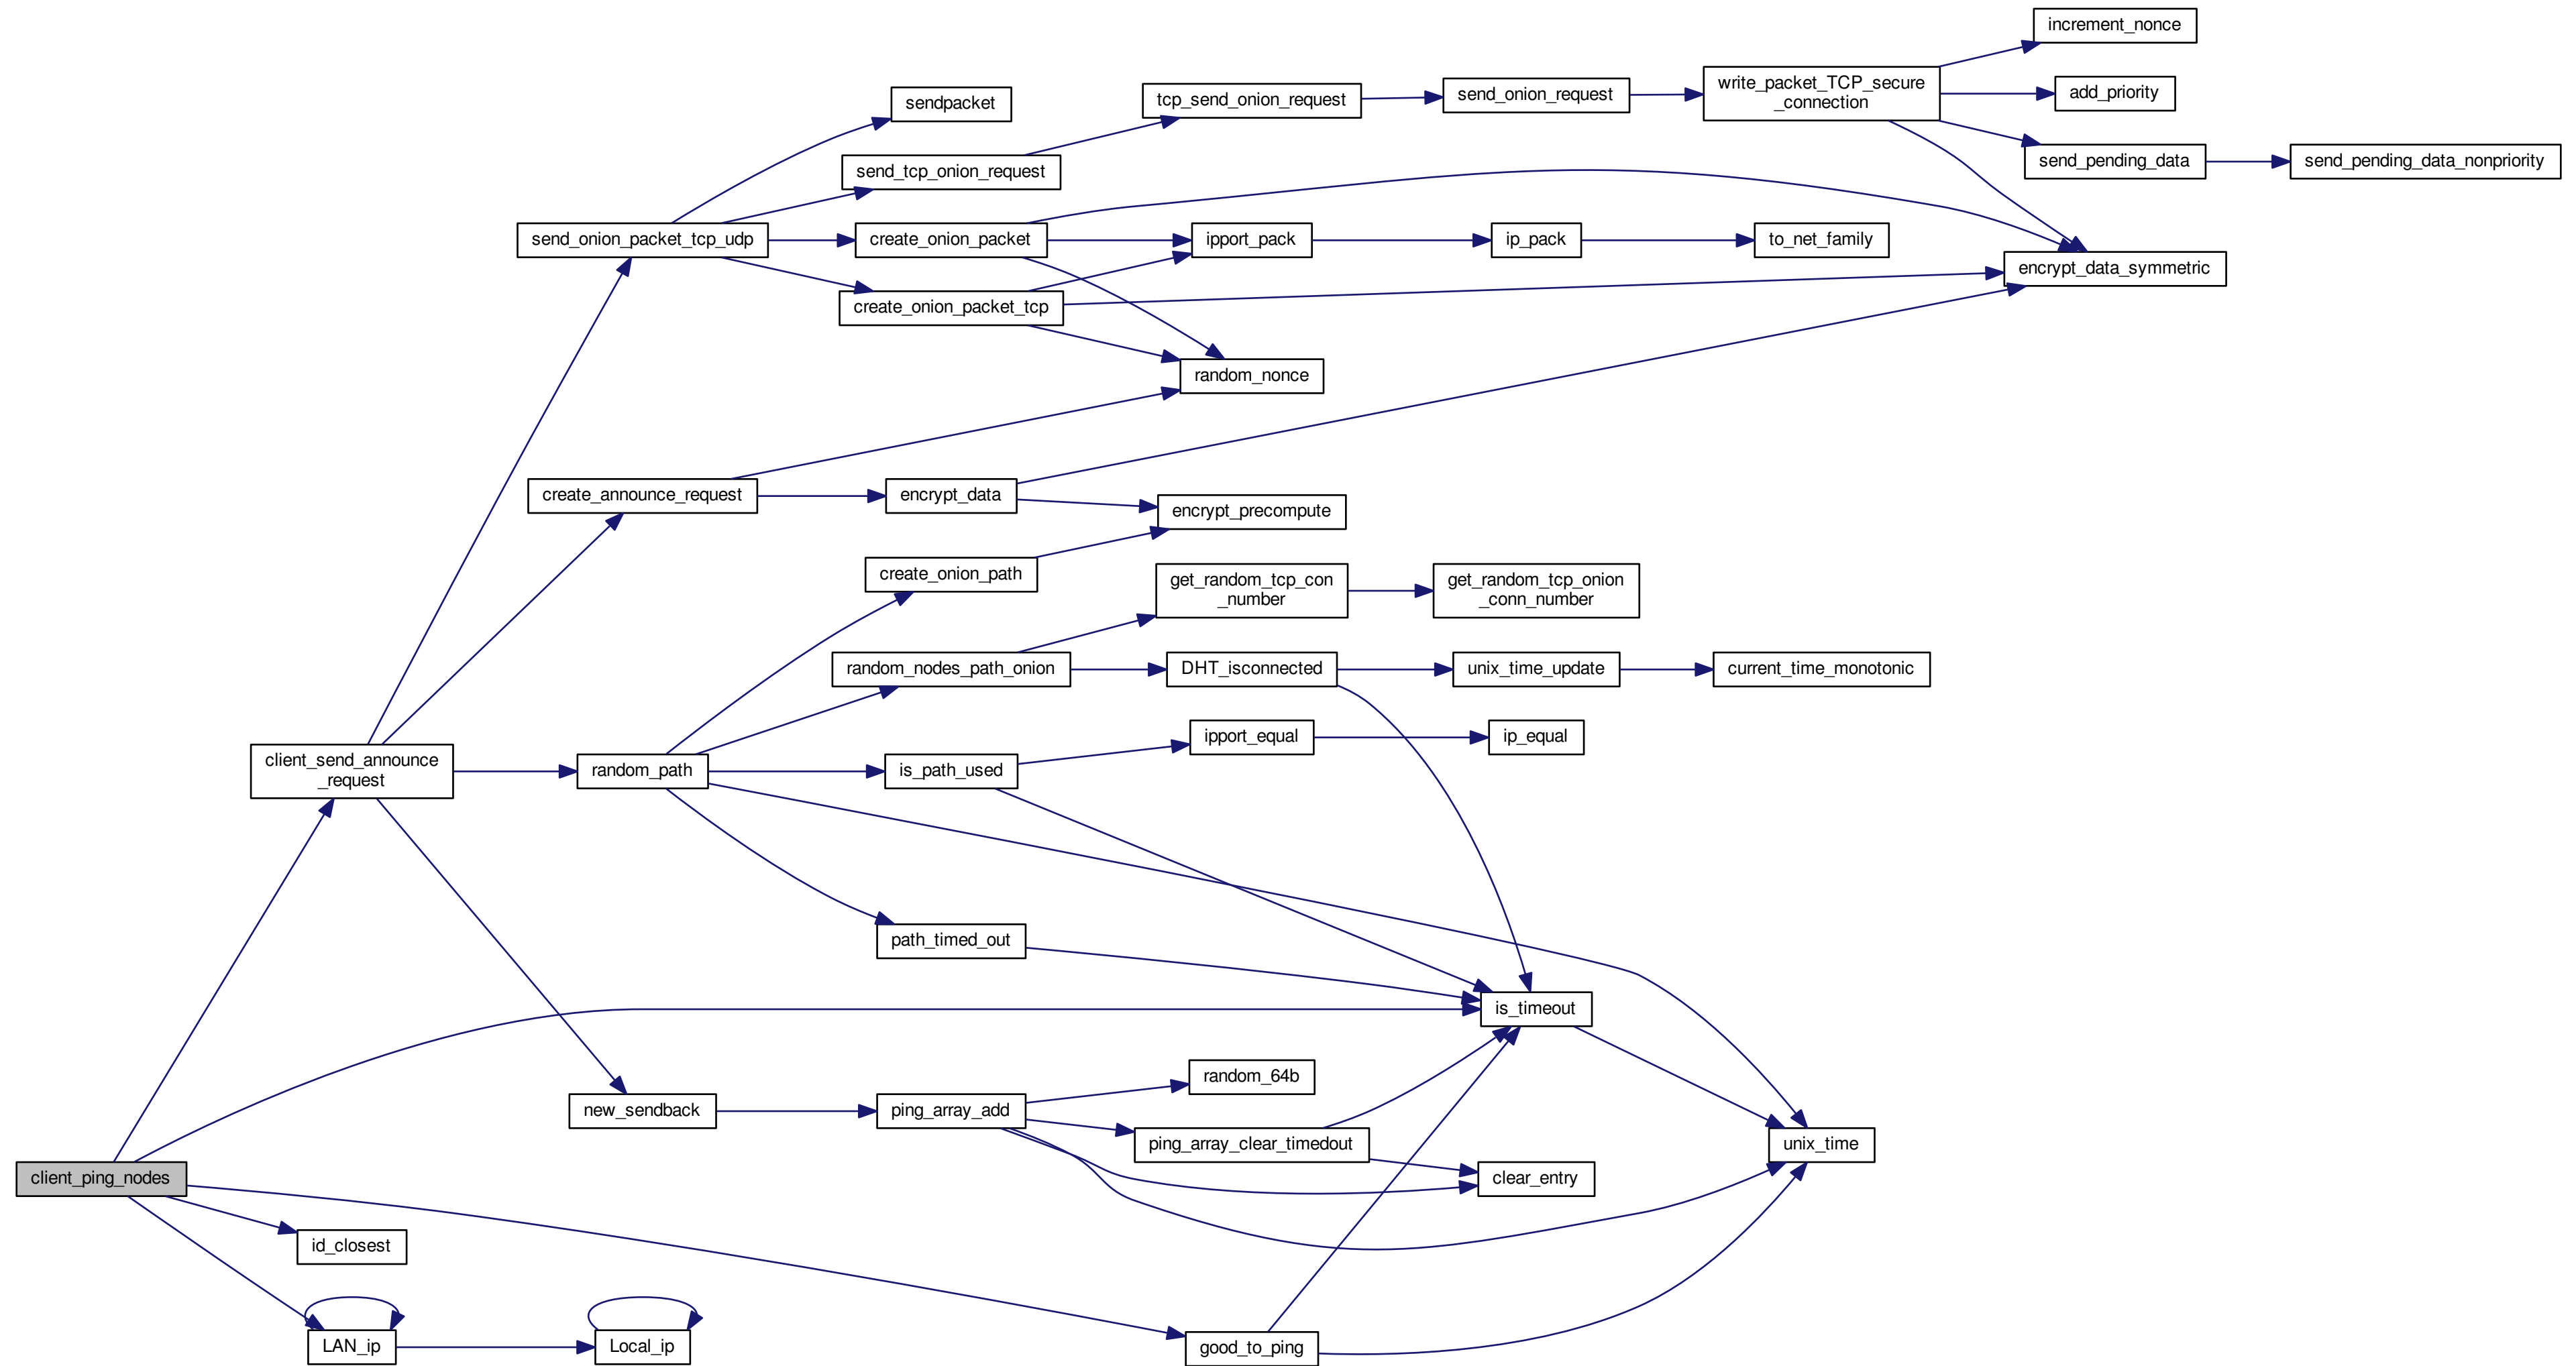 increment_nonce
write_packet_TCP_secure
_connection
add_priority
sendpacket
tcp_send_onion_request
send_onion_request
send_pending_data
send_pending_data_nonpriority
send_tcp_onion_request
send_onion_packet_tcp_udp
create_onion_packet
ipport_pack
ip_pack
to_net_family
encrypt_data_symmetric
create_onion_packet_tcp
random_nonce
create_announce_request
encrypt_data
encrypt_precompute
create_onion_path
get_random_tcp_con
_number
get_random_tcp_onion
_conn_number
random_nodes_path_onion
DHT_isconnected
unix_time_update
current_time_monotonic
client_send_announce
_request
random_path
is_path_used
ipport_equal
ip_equal
path_timed_out
is_timeout
random_64b
new_sendback
ping_array_add
ping_array_clear_timedout
unix_time
client_ping_nodes
clear_entry
id_closest
LAN_ip
Local_ip
good_to_ping